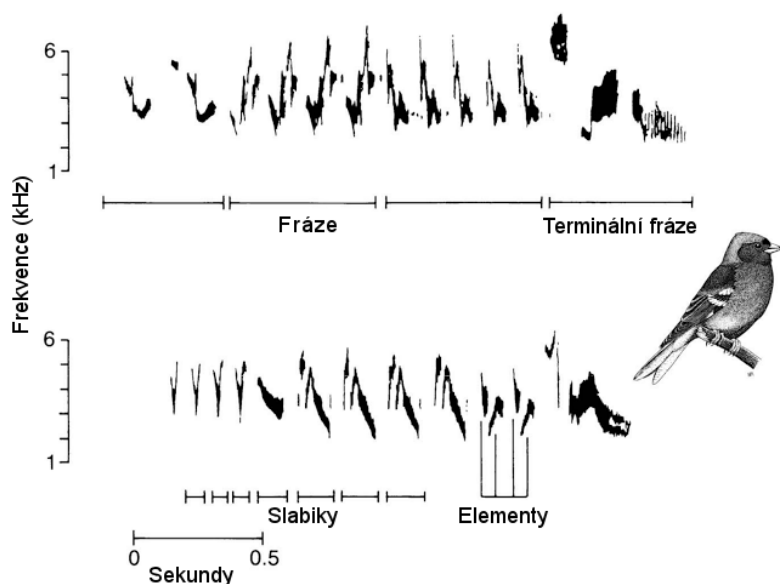 6
1
Frekvence (kHz)
Fráze
Terminální fráze
6
1
Slabiky
Elementy
0
0.5
Sekundy